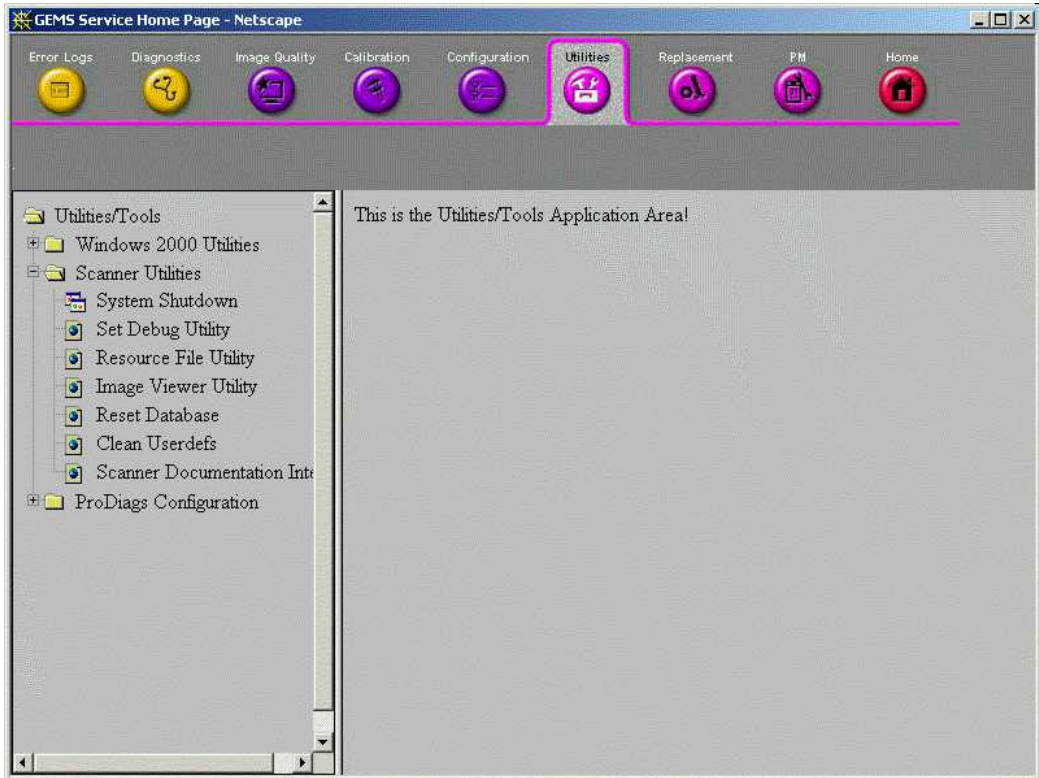 GEMS Service Home Page - Netscape
Error Logs Diagnostics Image Quality Calibration Configuration Utilities Replacement PM Home
Utilities/Tools
Windows 2000 Utilities
Scanner Utilities
System Shutdown
Set Debug Utility
Resource File Utility
Image Viewer Utility
Reset Database
Clean Userdefs
Scanner Documentation Inte
ProDiags Configuration
This is the Utilities/Tools Application Area!